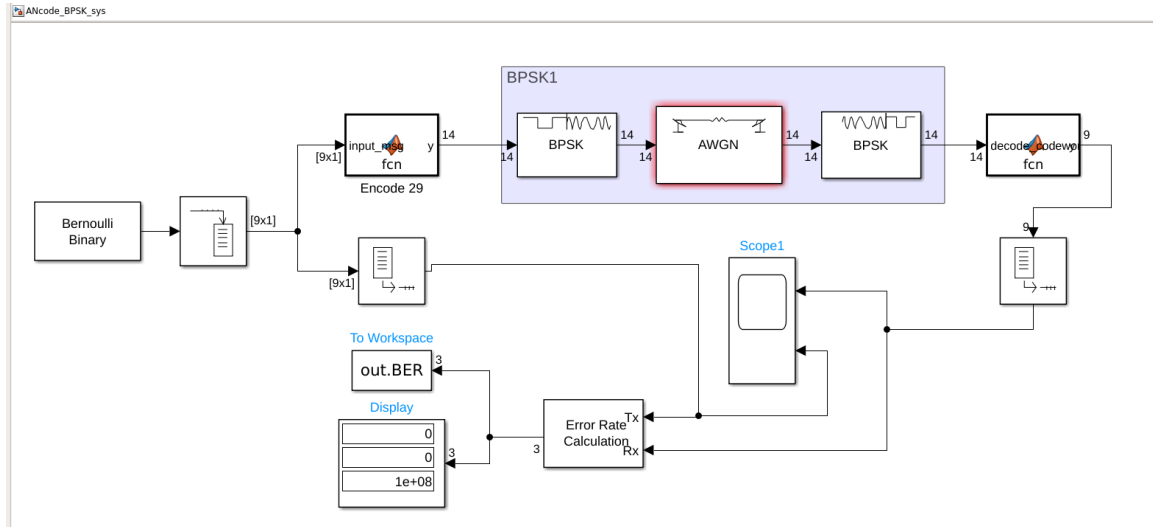 ANcode_BPSK_sys
BPSK1
14
14
14
14
14
14
14
14
9
[9x1]
input_msg
y
fcn
Encode 29
BPSK
AWGN
BPSK
fcn
Bernoulli
Binary
[9x1]
9
[9x1]
Scope1
To Workspace
out.BER
3
Display
0
0
1e+08
3
Error Rate
Calculation
Tx
Rx
3